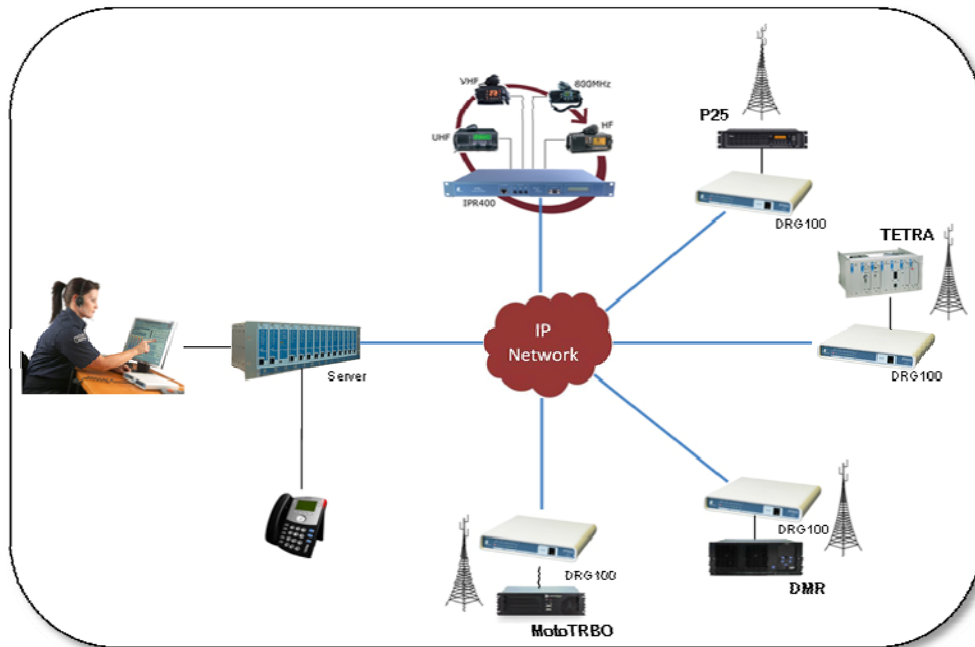 VHF
800MHz
UHF
HF
IPR400
P25
DRG100
TETRA
DRG100
IP
Network
Server
DRG100
DMR
DRG100
MotoTRBO